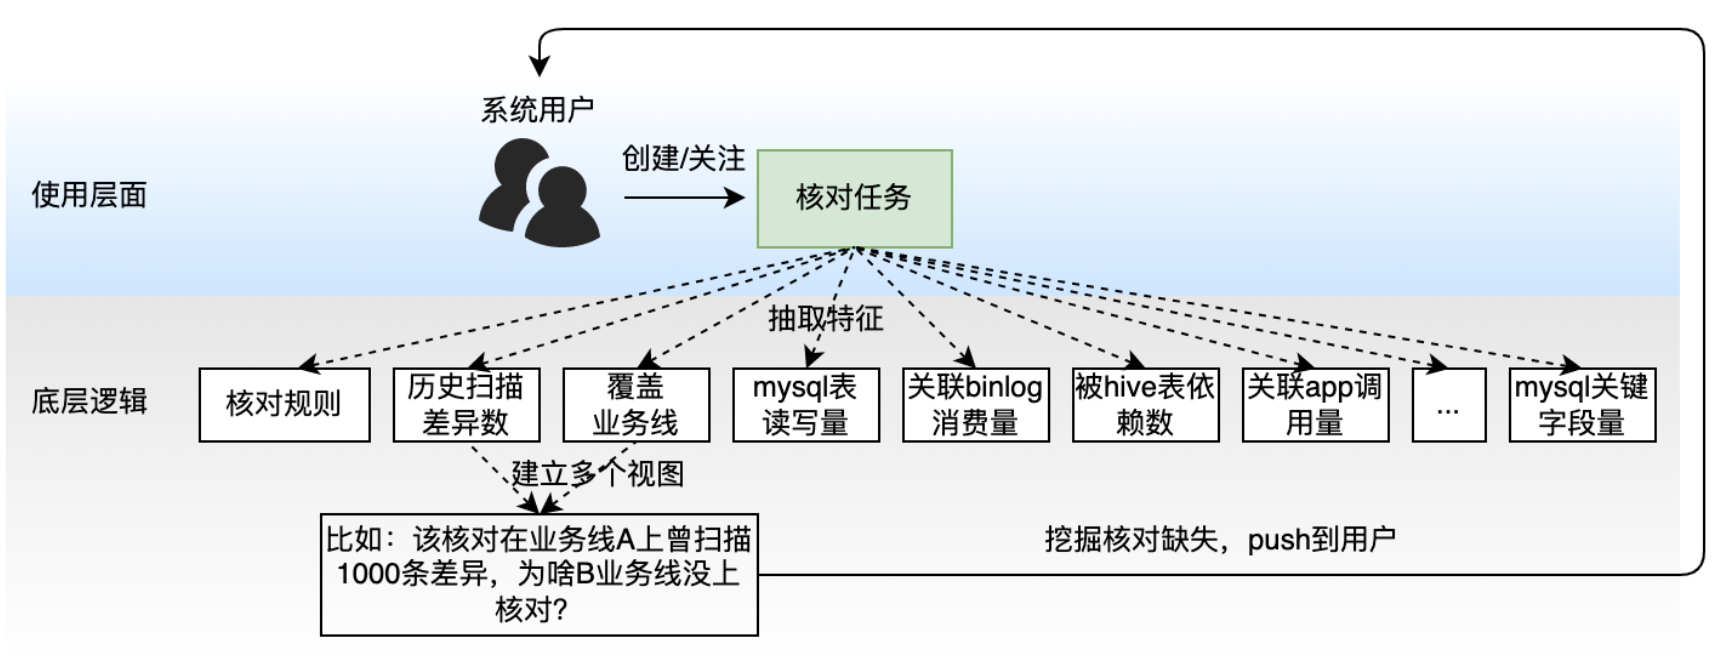 系统用户
创建/关注
使用层面
核对任务
抽取特征
底层逻辑
核对规则
历史扫描
差异数
覆盖
业务线
mysql表
读写量
关联binlog
消费量
被hive表依
赖数
关联app调
用量
...
mysql关键
字段量
建立多个视图
比如：该核对在业务线A上曾扫描
1000条差异，为啥B业务线没上
核对?
挖掘核对缺失，push到用户